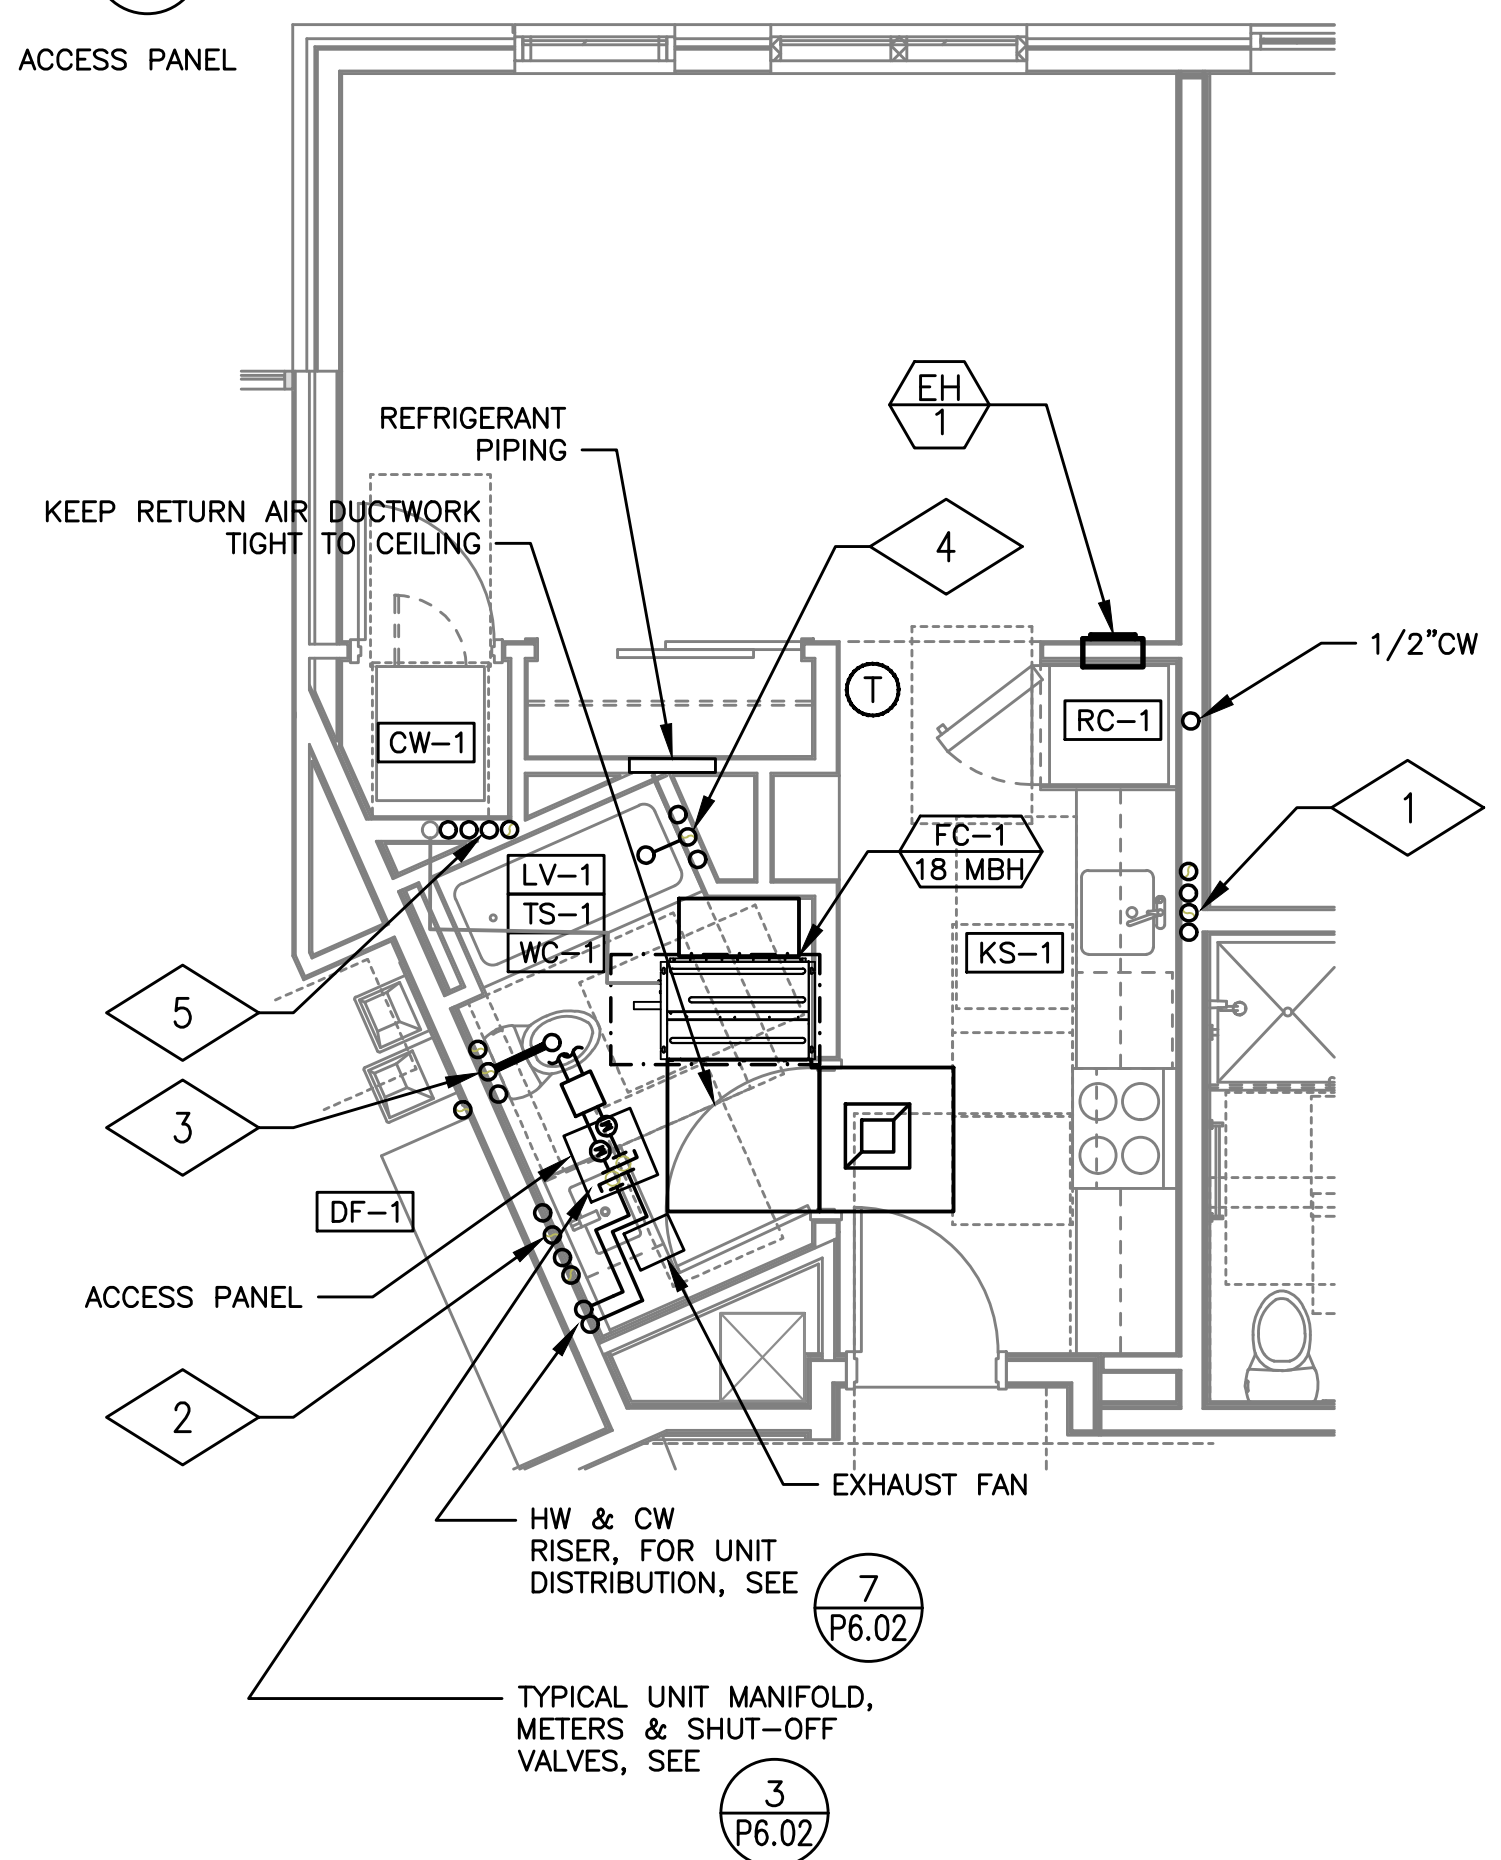 ACCESS PANEL
EH
1
REFRIGERANT
PIPING
KEEP RETURN AIR DUCTWORK
TIGHT TO CEILING
4
1/2”CW
T
RC-1
CW-1
1
FC-1
18 MBH
LV-1
TS-1
WC-1
KS-1
5
3
M
M
DF-1
ACCESS PANEL
2
EXHAUST FAN
HW & CW
RISER, FOR UNIT
DISTRIBUTION, SEE
7
P6.02
TYPICAL UNIT MANIFOLD,
METERS & SHUT-OFF
VALVES, SEE
3
P6.02